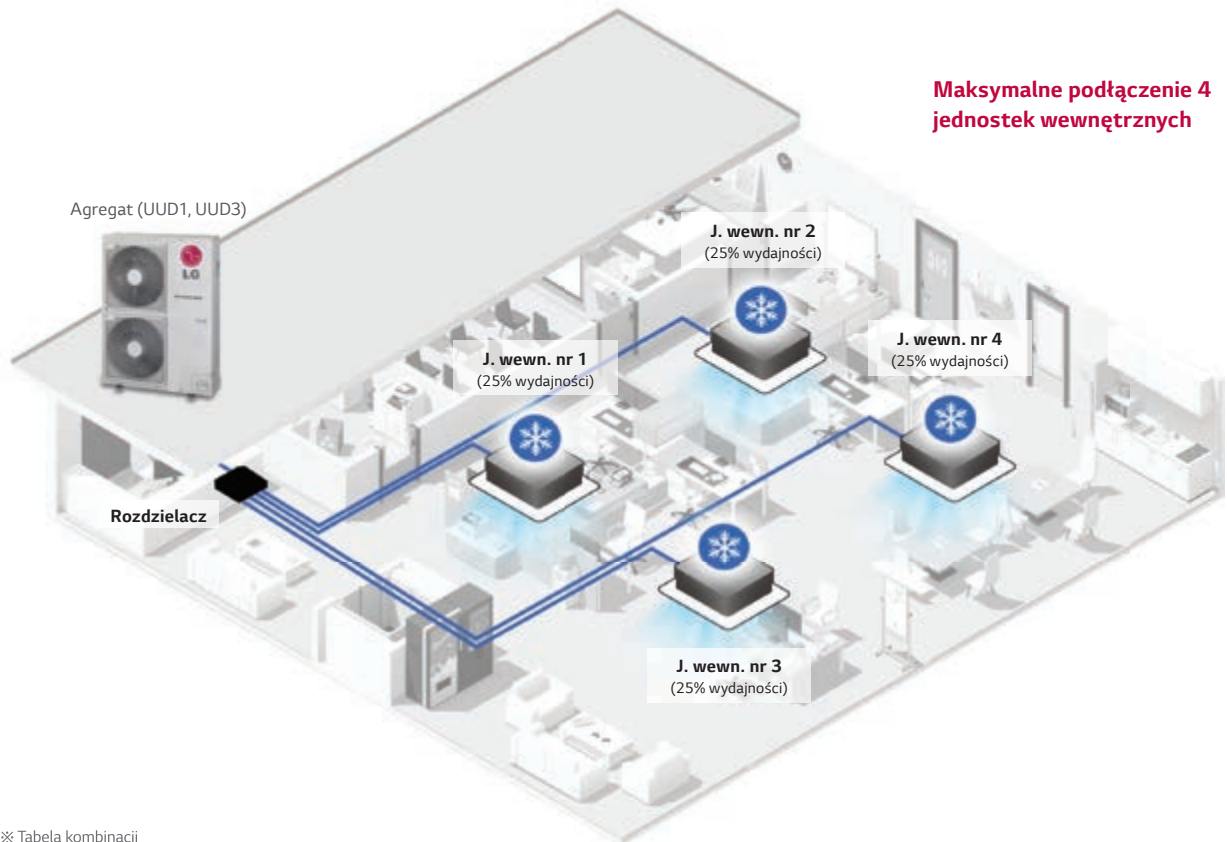 Maksymalne podłączenie 4
jednostek wewnętrznych
Agregat (UUD1, UUD3)
LG
J. wewn. nr 2
(25% wydajności)
J. wewn. nr 4
(25% wydajności)
J. wewn. nr 1
(25% wydajności)
Rozdzielacz
J. wewn. nr 3
(25% wydajności)
※ Tabela kombinacji